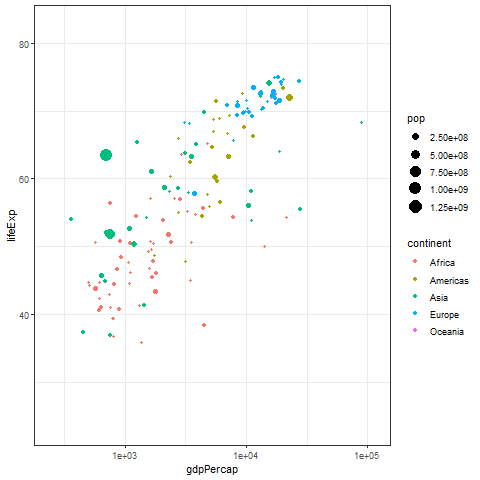 80
60
40
lifeExp
1e+03
1e+04
1e+05
gdpPercap
pop
2.50e+08
5.00e+08
7.50e+08
1.00e+09
1.25e+09
continent
Africa
Americas
Asia
Europe
Oceania